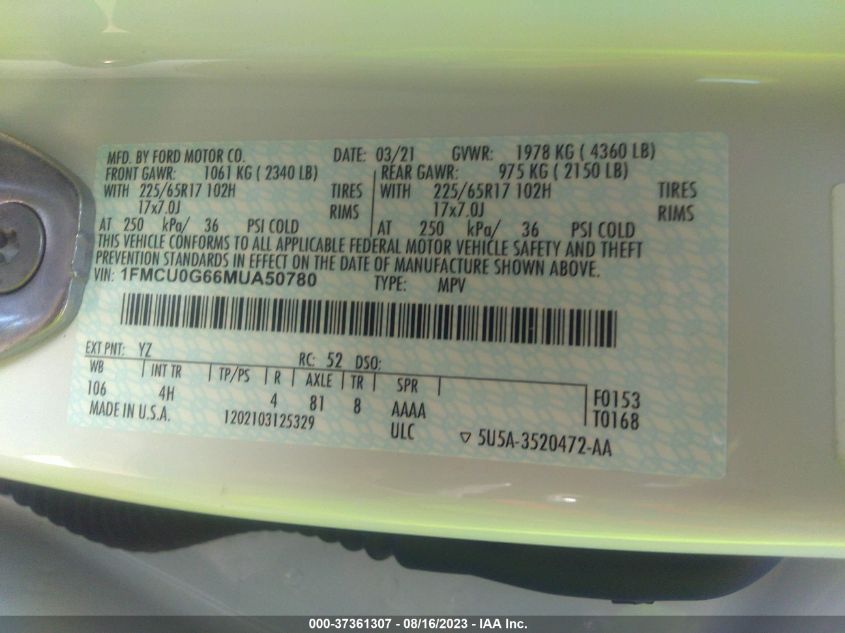 MFD. BY FORD MOTOR CO. DATE: 03/21 GVWR: 1978 KG ( 4360 LB)
FRONT GAWR: 1061 KG ( 2340 LB) REAR GAWR: 975 KG ( 2150 LB)
WITH 225/65R17 102H TIRES WITH 225/65R17 102H TIRES
17x7.0J RIMS 17x7.0J RIMS
AT 250 kPa/ 36 PSI COLD AT 250 kPa/ 36 PSI COLD
THIS VEHICLE CONFORMS TO ALL APPLICABLE FEDERAL MOTOR VEHICLE SAFETY AND THEFT
PREVENTION STANDARDS IN EFFECT ON THE DATE OF MANUFACTURE SHOWN ABOVE.
VIN: 1FMCU0G66MUA50780 TYPE: MPV
EXT PNT: YZ RC: 52 DSO:
WB INT TR TP/PS R AXLE TR SPR
106 4H 4 81 8 AAAA F0153
MADE IN U.S.A. 1202103125329 ULC T0168
▽ 5U5A-3520472-AA
000-37361307 - 08/16/2023 - IAA Inc.